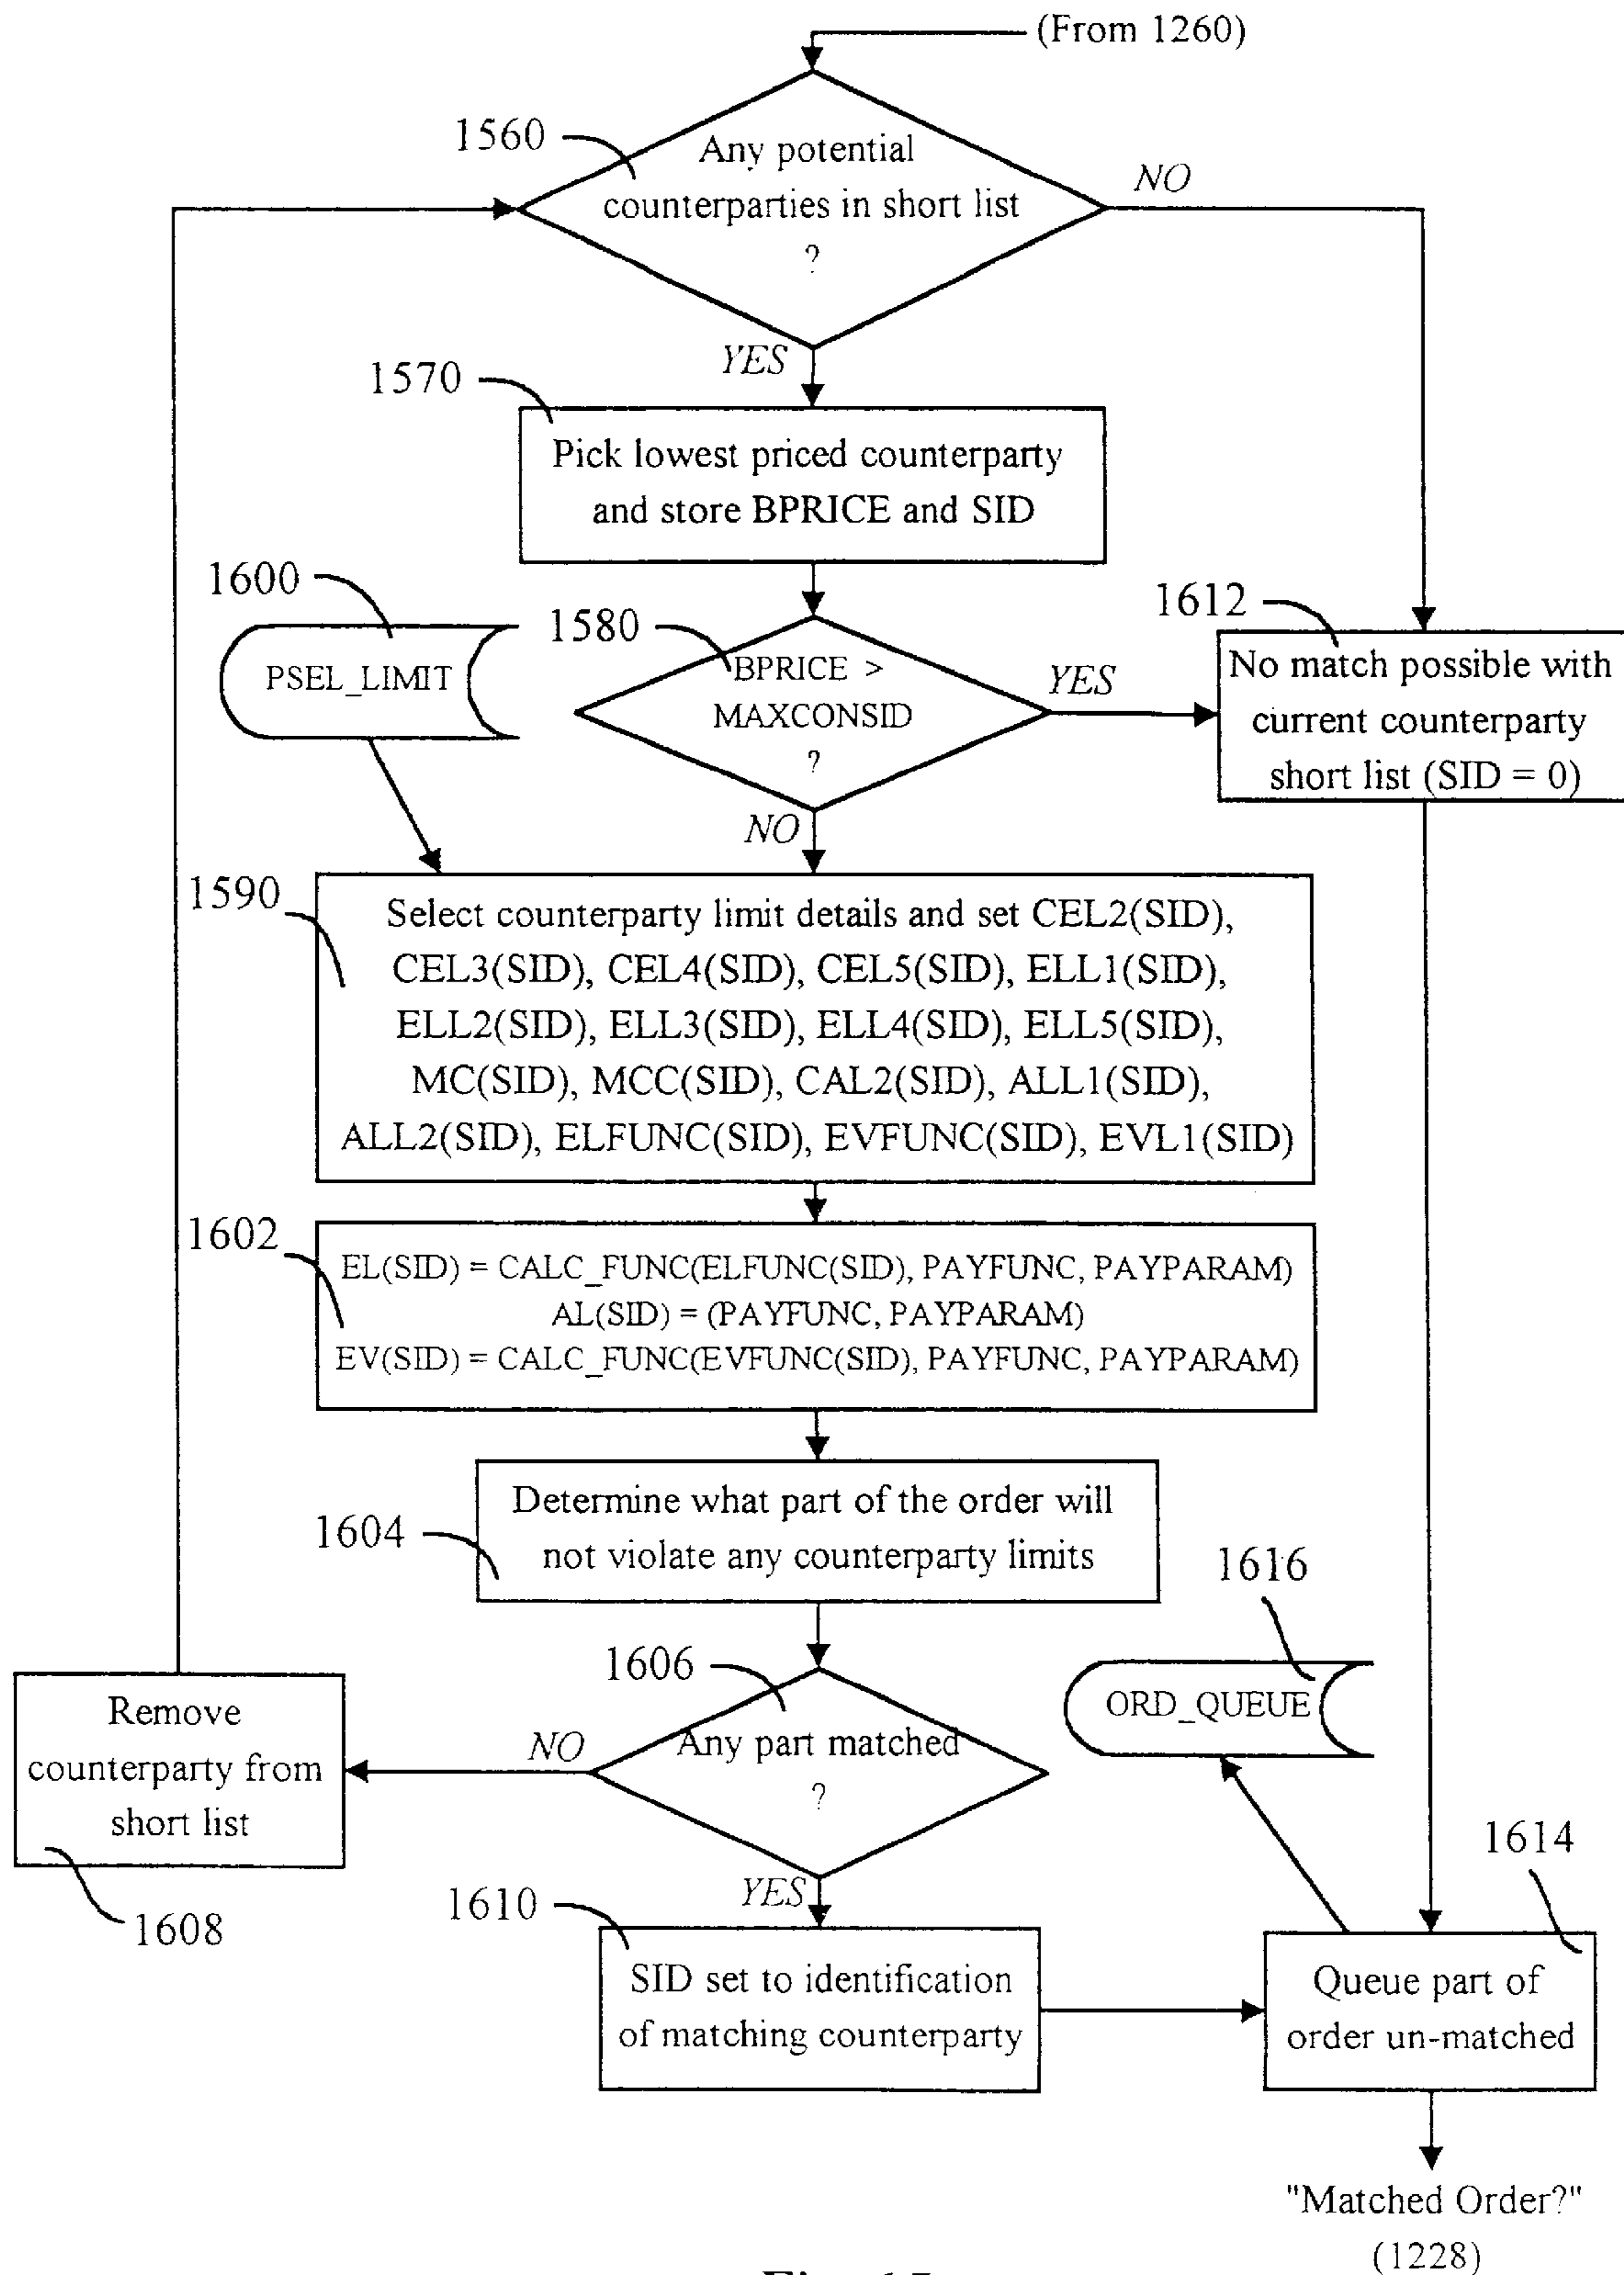 (From 1260)
1560
Any potential
counterparties in short list
?
NO
YES
1570
Pick lowest priced counterparty
and store BPRICE and SID
1600
PSEL_LIMIT
1580
BPRICE >
MAXCONSID
?
YES
NO
1612
No match possible with
current counterparty
short list (SID = 0)
1590
Select counterparty limit details and set CEL2(SID),
CEL3(SID), CEL4(SID), CEL5(SID), ELL1(SID),
ELL2(SID), ELL3(SID), ELL4(SID), ELL5(SID),
MC(SID), MCC(SID), CAL2(SID), ALL1(SID),
ALL2(SID), ELFUNC(SID), EVFUNC(SID), EVL1(SID)
1602
EL(SID) = CALC_FUNC(ELFUNC(SID), PAYFUNC, PAYPARAM)
AL(SID) = (PAYFUNC, PAYPARAM)
EV(SID) = CALC_FUNC(EVFUNC(SID), PAYFUNC, PAYPARAM)
1604
Determine what part of the order will
not violate any counterparty limits
1616
ORD_QUEUE
1606
Any part matched
?
NO
YES
Remove
counterparty from
short list
1608
1610
SID set to identification
of matching counterparty
1614
Queue part of
order un-matched
"Matched Order?"
(1228)